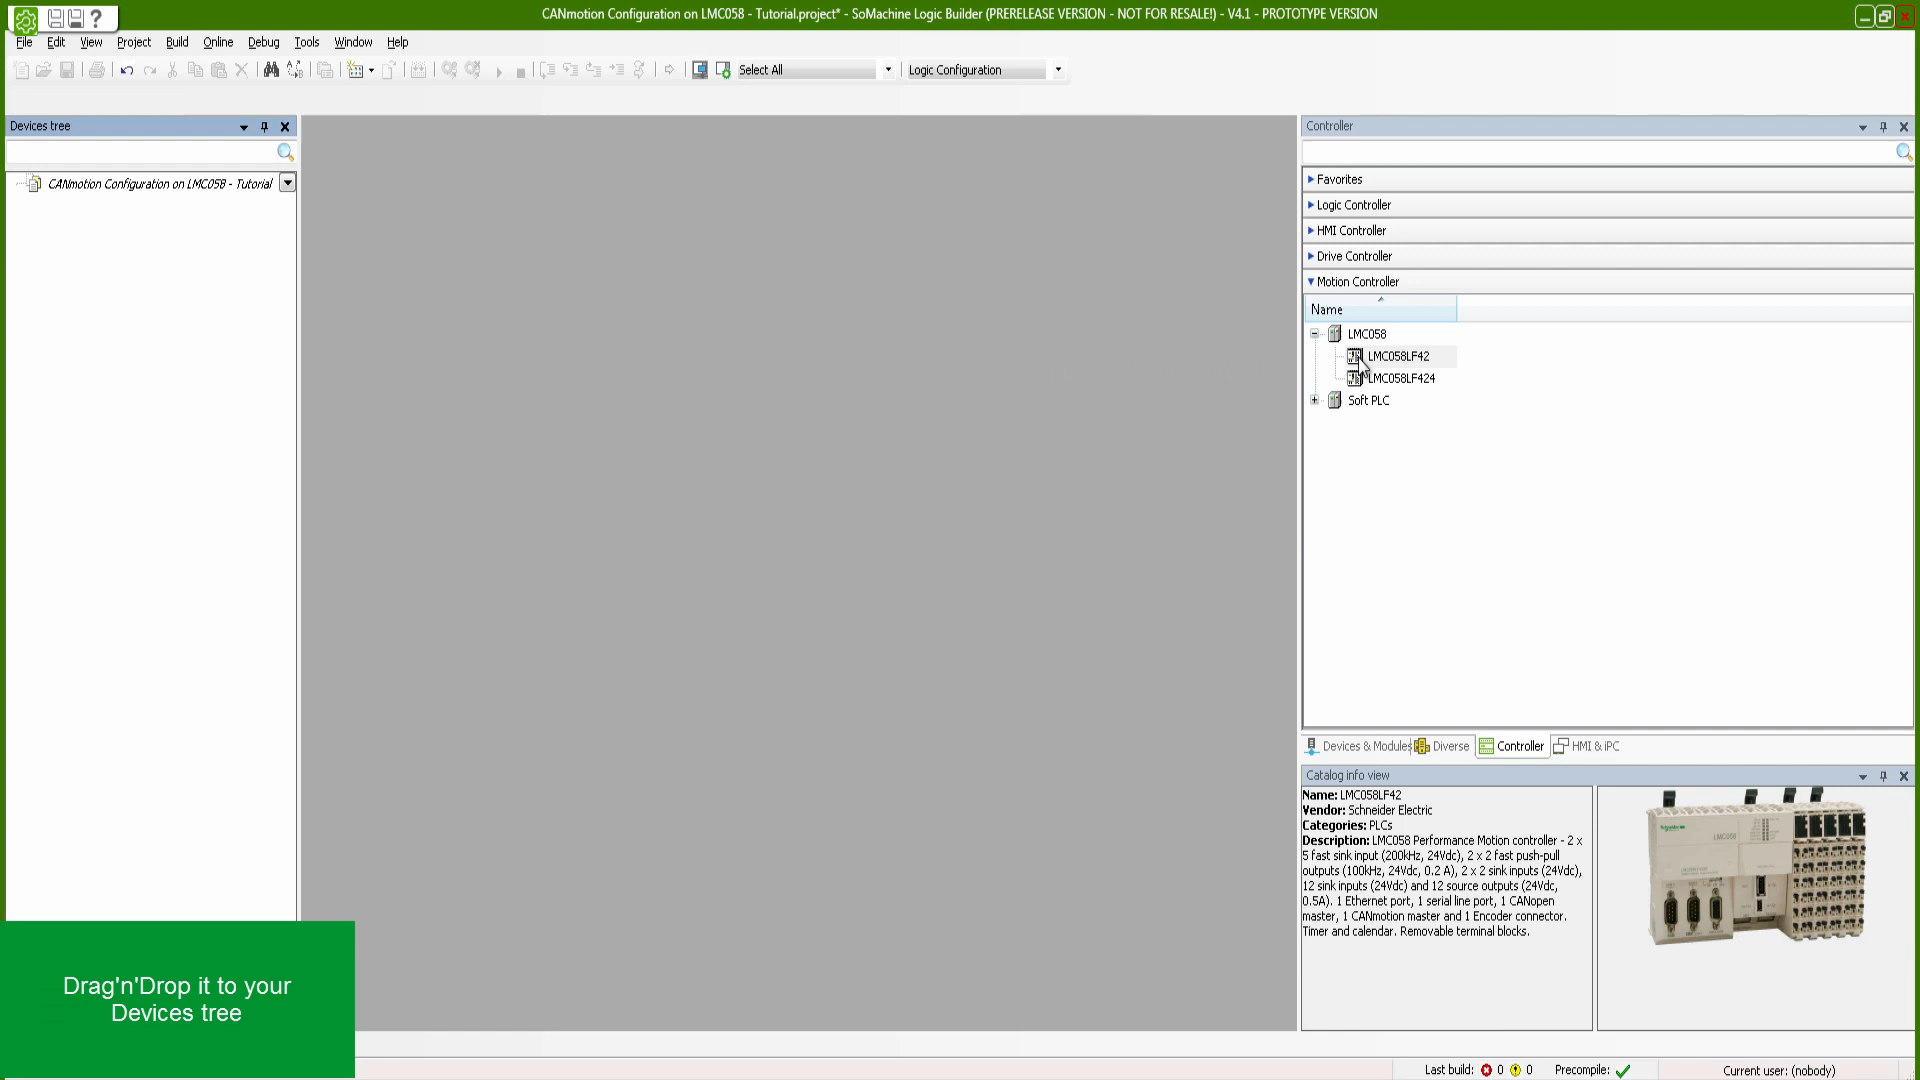 CANmotion Configuration on LMC058 - Tutorial.project* - SoMachine Logic Builder (PRERELEASE VERSION - NOT FOR RESALE!) - V4.1 - PROTOTYPE VERSION
File Edit View Project Build Online Debug Tools Window Help
Select All Logic Configuration
Devices tree
CANmotion Configuration on LMC058 - Tutorial
Controller
Favorites
Logic Controller
HMI Controller
Drive Controller
Motion Controller
Name
LMC058
LMC058LF42
LMC058LF424
Soft PLC
Devices & Modules Diverse Controller HMI & iPC
Catalog info view
Name: LMC058LF42
Vendor: Schneider Electric
Categories: PLCs
Description: LMC058 Performance Motion controller - 2 x
5 fast sink input (200kHz, 24Vdc), 2 x 2 fast push-pull
outputs (100kHz, 24Vdc, 0.2 A), 2 x 2 sink inputs (24Vdc),
12 sink inputs (24Vdc) and 12 source outputs (24Vdc,
0.5A). 1 Ethernet port, 1 serial line port, 1 CANopen
master, 1 CANmotion master and 1 Encoder connector.
Timer and calendar. Removable terminal blocks.
LMC058
Drag'n'Drop it to your
Devices tree
Last build: 0 0 Precompile: Current user: (nobody)